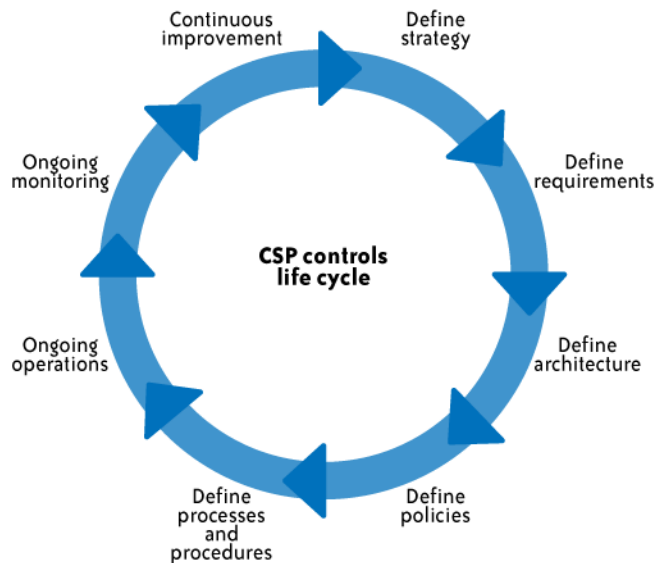 Continuous
improvement
Define
strategy
Ongoing
monitoring
Define
requirements
CSP controls
life cycle
Ongoing
operations
Define
architecture
Define
processes
and
procedures
Define
policies